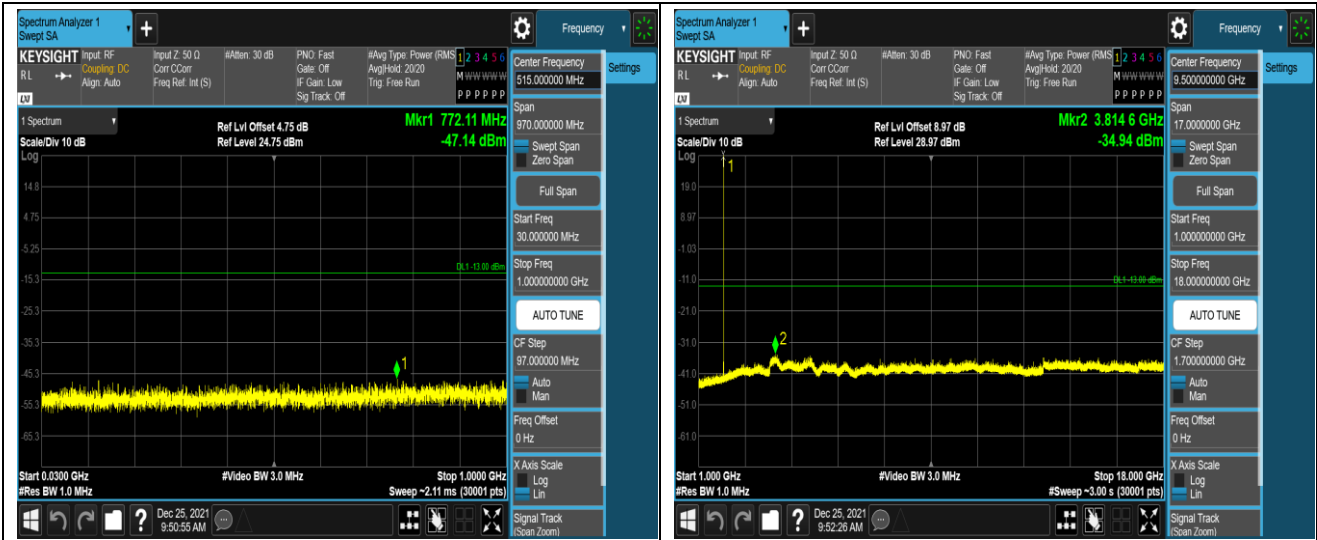 Spectrum Analyzer 1
Swept SA
+
Frequency
KEYSIGHT
RL
LXI
Input: RF
Coupling: DC
Align: Auto
Input Z: 50 Ω
Corr CCorr
Freq Ref: Int (S)
#Atten: 30 dB
PNO: Fast
Gate: Off
IF Gain: Low
Sig Track: Off
#Avg Type: Power (RMS
Avg|Hold: 20/20
Trig: Free Run
1 2 3 4 5 6
M W W W W W
P P P P P P
1 Spectrum
Scale/Div 10 dB
Ref Lvl Offset 4.75 dB
Ref Level 24.75 dBm
Mkr1 772.11 MHz
-47.14 dBm
Log
14.8
4.75
-5.25
-15.3
-25.3
-35.3
-45.3
-55.3
-65.3
DL1 -13.00 dBm
1
Start 0.0300 GHz
#Res BW 1.0 MHz
#Video BW 3.0 MHz
Stop 1.0000 GHz
Sweep ~2.11 ms (30001 pts)
?
Dec 25, 2021
9:50:55 AM
Center Frequency
515.000000 MHz
Settings
Span
970.000000 MHz
Swept Span
Zero Span
Full Span
Start Freq
30.000000 MHz
Stop Freq
1.000000000 GHz
AUTO TUNE
CF Step
97.000000 MHz
Auto
Man
Freq Offset
0 Hz
X Axis Scale
Log
Lin
Signal Track
(Span Zoom)
Spectrum Analyzer 1
Swept SA
+
Frequency
KEYSIGHT
RL
LXI
Input: RF
Coupling: DC
Align: Auto
Input Z: 50 Ω
Corr CCorr
Freq Ref: Int (S)
#Atten: 30 dB
PNO: Fast
Gate: Off
IF Gain: Low
Sig Track: Off
#Avg Type: Power (RMS
Avg|Hold: 20/20
Trig: Free Run
1 2 3 4 5 6
M W W W W W
P P P P P P
1 Spectrum
Scale/Div 10 dB
Ref Lvl Offset 8.97 dB
Ref Level 28.97 dBm
Mkr2 3.814 6 GHz
-34.94 dBm
Log
19.0
8.97
-1.03
-11.0
-21.0
-31.0
-41.0
-51.0
-61.0
DL1 -13.00 dBm
1
2
Start 1.000 GHz
#Res BW 1.0 MHz
#Video BW 3.0 MHz
Stop 18.000 GHz
#Sweep ~3.00 s (30001 pts)
?
Dec 25, 2021
9:52:26 AM
Center Frequency
9.500000000 GHz
Settings
Span
17.0000000 GHz
Swept Span
Zero Span
Full Span
Start Freq
1.000000000 GHz
Stop Freq
18.000000000 GHz
AUTO TUNE
CF Step
1.700000000 GHz
Auto
Man
Freq Offset
0 Hz
X Axis Scale
Log
Lin
Signal Track
(Span Zoom)